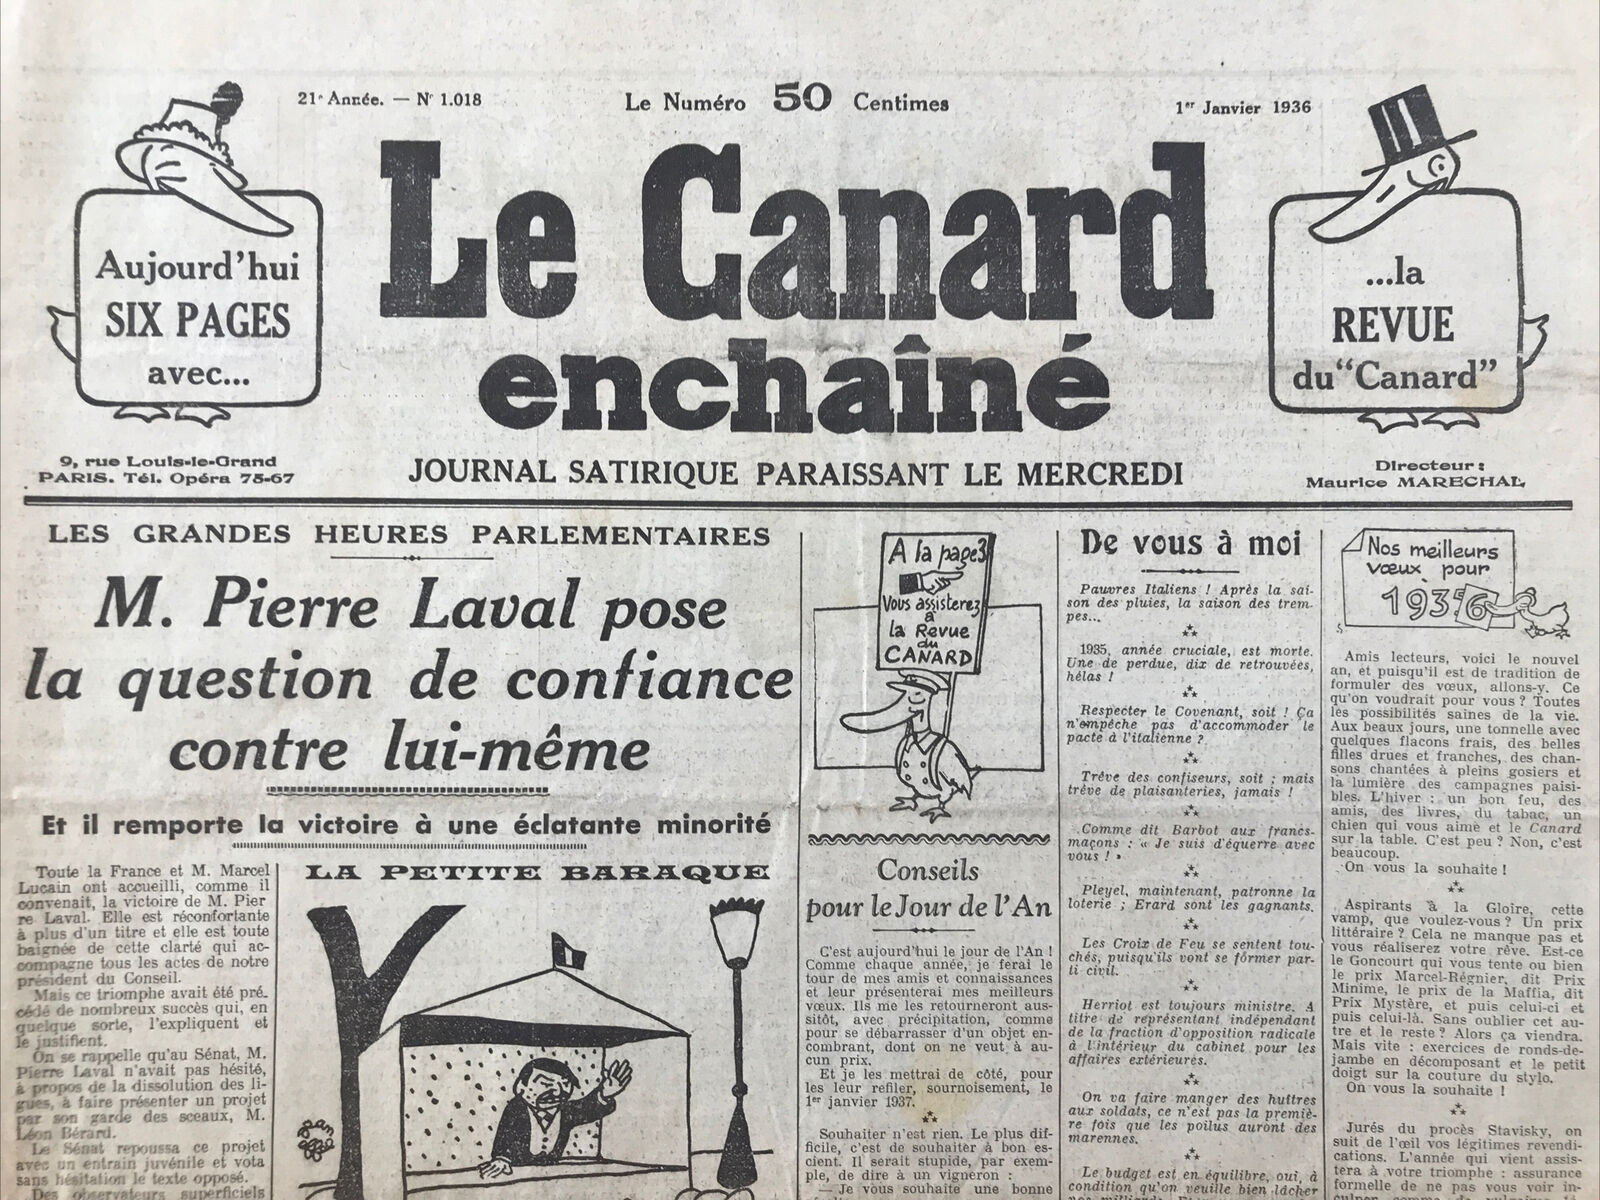 21e Année. — N° 1.018
Le Numéro 50 Centimes
1er Janvier 1936
Aujourd'hui
SIX PAGES
avec...
Le Canard
enchaîné
...la
REVUE
du "Canard"
9, rue Louis-le-Grand
PARIS. Tél. Opéra 75-67
JOURNAL SATIRIQUE PARAISSANT LE MERCREDI
Directeur :
Maurice MARECHAL
LES GRANDES HEURES PARLEMENTAIRES
M. Pierre Laval pose
la question de confiance
contre lui-même
Et il remporte la victoire à une éclatante minorité
Toute la France et M. Marcel
Lucain ont accueilli, comme il
convenait, la victoire de M. Pier
re Laval. Elle est réconfortante
à plus d'un titre et elle est toute
baignée de cette clarté qui ac-
compagne tous les actes de notre
président du Conseil.
Mais ce triomphe avait été pré-
cédé de nombreux succès qui, en
quelque sorte, l'expliquent et
le justifient.
On se rappelle qu'au Sénat, M.
Pierre Laval n'avait pas hésité,
à propos de la dissolution des li-
gues, à faire présenter un projet
par son garde des sceaux, M.
Léon Bérard.
Le Sénat repoussa ce projet
avec un entrain juvénile et vota
sans hésitation le texte opposé.
Des observateurs superficiels
LA PETITE BARAQUE
A la page 3
Vous assisterez
à
la Revue
du
CANARD
Conseils
pour le Jour de l'An
C'est aujourd'hui le jour de l'An !
Comme chaque année, je ferai le
tour de mes amis et connaissances
et leur présenterai mes meilleurs
vœux. Ils me les retourneront aus-
sitôt, avec précipitation, comme
pour se débarrasser d'un objet en-
combrant, dont on ne veut à au-
cun prix.
Et je les mettrai de côté, pour
les leur refiler, sournoisement, le
1er janvier 1937.
Souhaiter n'est rien. Le plus dif-
ficile, c'est de souhaiter à bon es-
cient. Il serait stupide, par exem-
ple, de dire à un vigneron :
— Je vous souhaite une bonne
De vous à moi
Pauvres Italiens ! Après la sai-
son des pluies, la saison des trem-
pes...
1935, année cruciale, est morte.
Une de perdue, dix de retrouvées,
hélas !
Respecter le Covenant, soit ! Ça
n'empêche pas d'accommoder le
pacte à l'italienne ?
Trêve des confiseurs, soit ; mais
trêve de plaisanteries, jamais !
Comme dit Barbot aux francs-
maçons : « Je suis d'équerre avec
vous ! »
Pleyel, maintenant, patronne la
loterie ; Erard sont les gagnants.
Les Croix de Feu se sentent tou-
chés, puisqu'ils vont se former par-
ti civil.
Herriot est toujours ministre. A
titre de représentant indépendant
de la fraction d'opposition radicale
à l'intérieur du cabinet pour les
affaires extérieures.
On va faire manger des huîtres
aux soldats, ce n'est pas la premiè-
re fois que les poilus auront des
marennes.
Le budget est en équilibre, oui, à
condition qu'on veuille bien lâcher
Nos meilleurs
vœux pour
1936
Amis lecteurs, voici le nouvel
an, et puisqu'il est de tradition de
formuler des vœux, allons-y. Ce
qu'on voudrait pour vous ? Toutes
les possibilités saines de la vie.
Aux beaux jours, une tonnelle avec
quelques flacons frais, des belles
filles drues et franches, des chan-
sons chantées à pleins gosiers et
la lumière des campagnes paisi-
bles. L'hiver : un bon feu, des
amis, des livres, du tabac, un
chien qui vous aime et le Canard
sur la table. C'est peu ? Non, c'est
beaucoup.
On vous la souhaite !
Aspirants à la Gloire, cette
vamp, que voulez-vous ? Un prix
littéraire ? Cela ne manque pas et
vous réaliserez votre rêve. Est-ce
le Goncourt qui vous tente ou bien
le prix Marcel-Régnier, dit Prix
Minime, le prix de la Maffia, dit
Prix Mystère, et puis celui-ci et
puis celui-là. Sans oublier cet au-
tre et le reste ? Alors ça viendra.
Mais vite : exercices de ronds-de-
jambe en décomposant et le petit
doigt sur la couture du stylo.
On vous la souhaite !
Jurés du procès Stavisky, on
suit de l'œil vos légitimes revendi-
cations. L'année qui vient assis-
tera à votre triomphe : assurance
formelle de ne pas vous voir in-